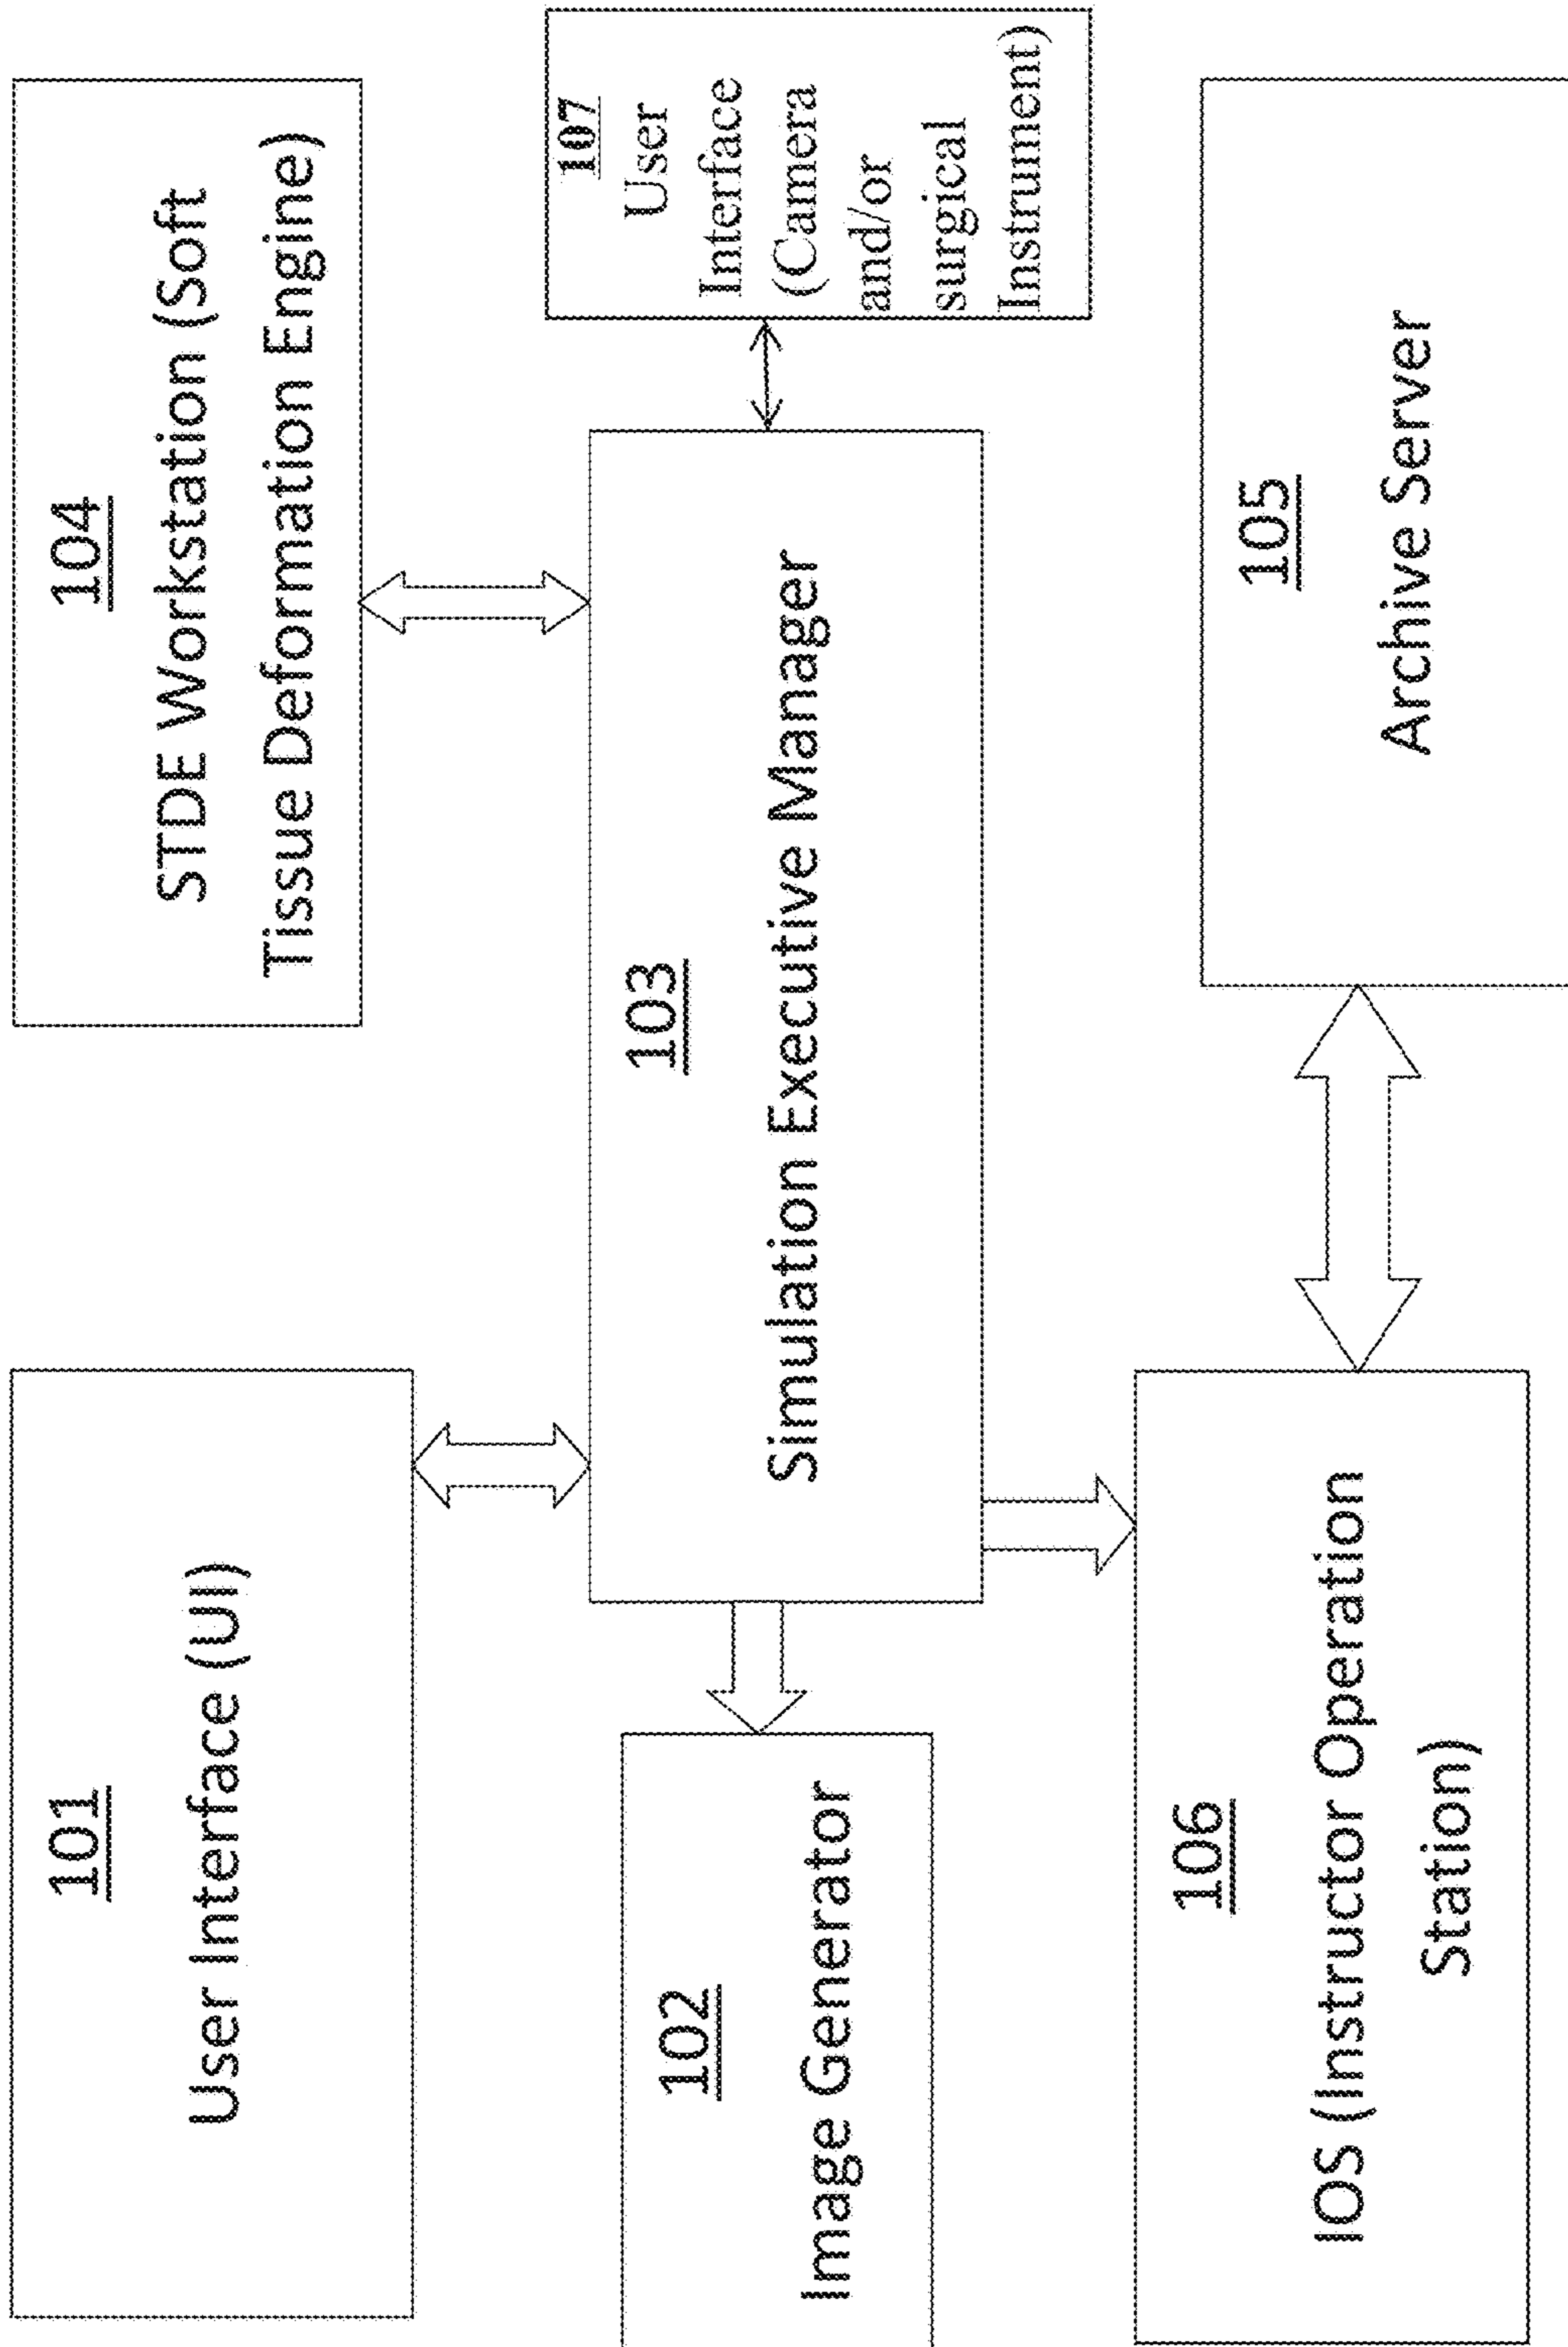 101
User Interface (UI)
104
STDE Workstation (Soft
Tissue Deformation Engine)
102
Image Generator
103
Simulation Executive Manager
107
User
Interface
(Camera
and/or
surgical
Instrument)
106
IOS (Instructor Operation
Station)
105
Archive Server